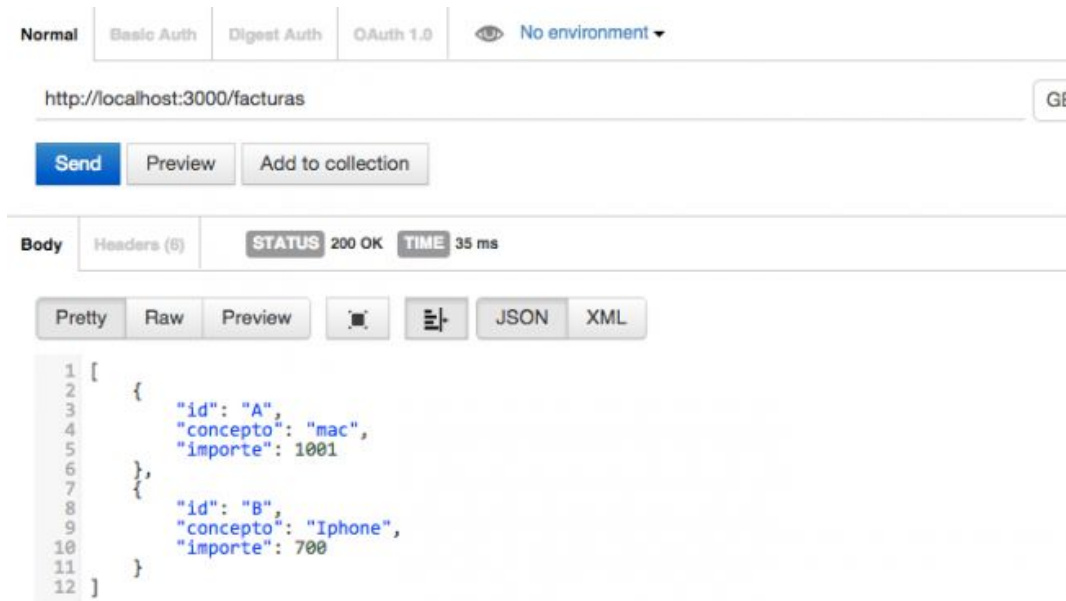 Normal Basic Auth Digest Auth OAuth 1.0 No environment
http://localhost:3000/facturas
Send Preview Add to collection
Body Headers (6) STATUS 200 OK TIME 35 ms
Pretty Raw Preview JSON XML
1 [
2 {
3 "id": "A",
4 "concepto": "mac",
5 "importe": 1001
6 },
7 {
8 "id": "B",
9 "concepto": "Iphone",
10 "importe": 700
11 }
12 ]